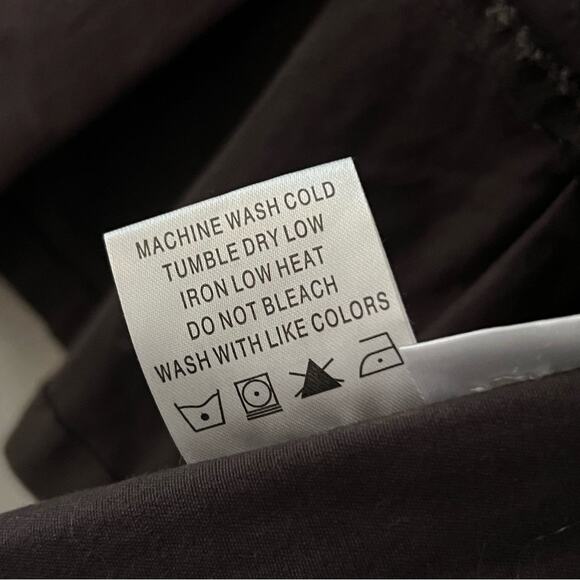 MACHINE WASH COLD
TUMBLE DRY LOW
IRON LOW HEAT
DO NOT BLEACH
WASH WITH LIKE COLORS